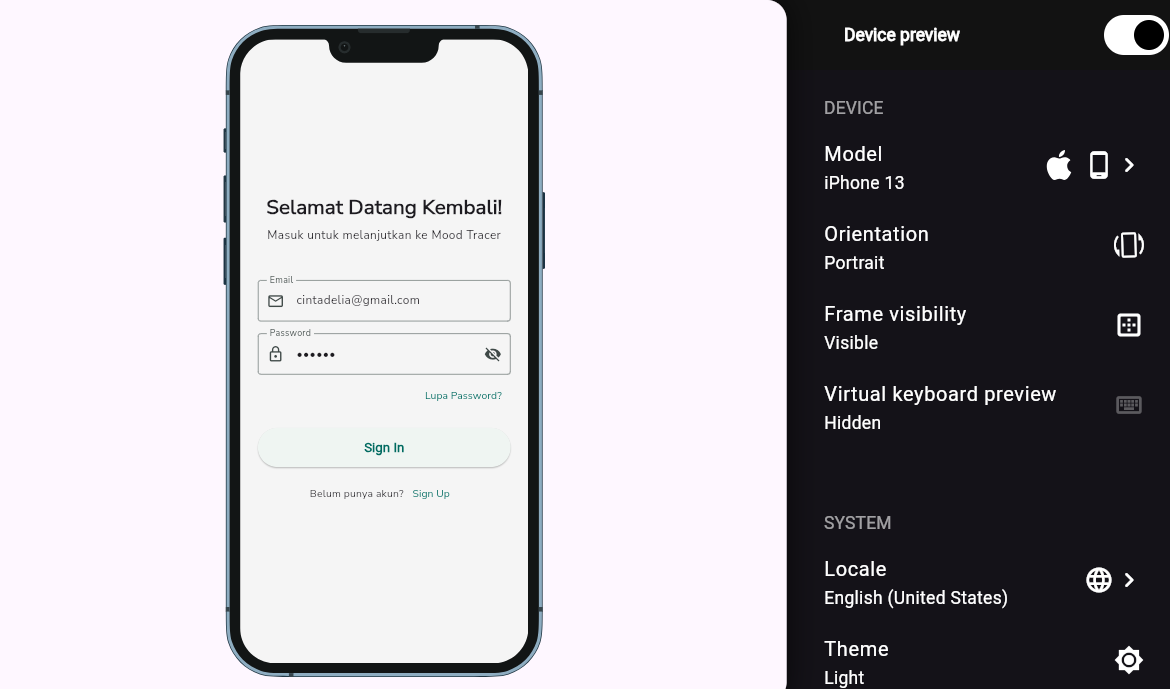 Selamat Datang Kembali!
Masuk untuk melanjutkan ke Mood Tracer
Email
cintadelia@gmail.com
Password
••••••
Lupa Password?
Sign In
Belum punya akun? Sign Up
Device preview
DEVICE
Model
iPhone 13
Orientation
Portrait
Frame visibility
Visible
Virtual keyboard preview
Hidden
SYSTEM
Locale
English (United States)
Theme
Light